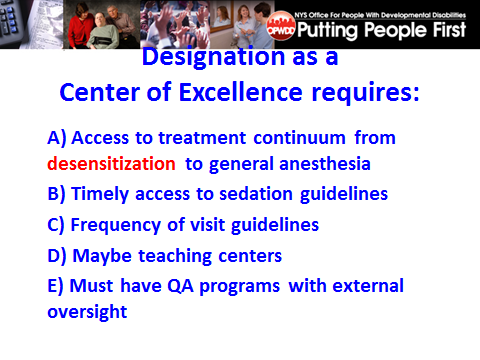 NYS Office For People With Developmental Disabilities
OPWDD
Putting People First
Designation as a
Center of Excellence requires:
A) Access to treatment continuum from
desensitization to general anesthesia
B) Timely access to sedation guidelines
C) Frequency of visit guidelines
D) Maybe teaching centers
E) Must have QA programs with external
oversight